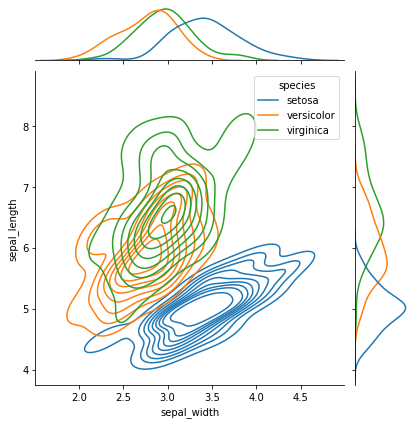 species
setosa
versicolor
virginica
8
7
6
5
4
sepal_length
2.0 2.5 3.0 3.5 4.0 4.5
sepal_width